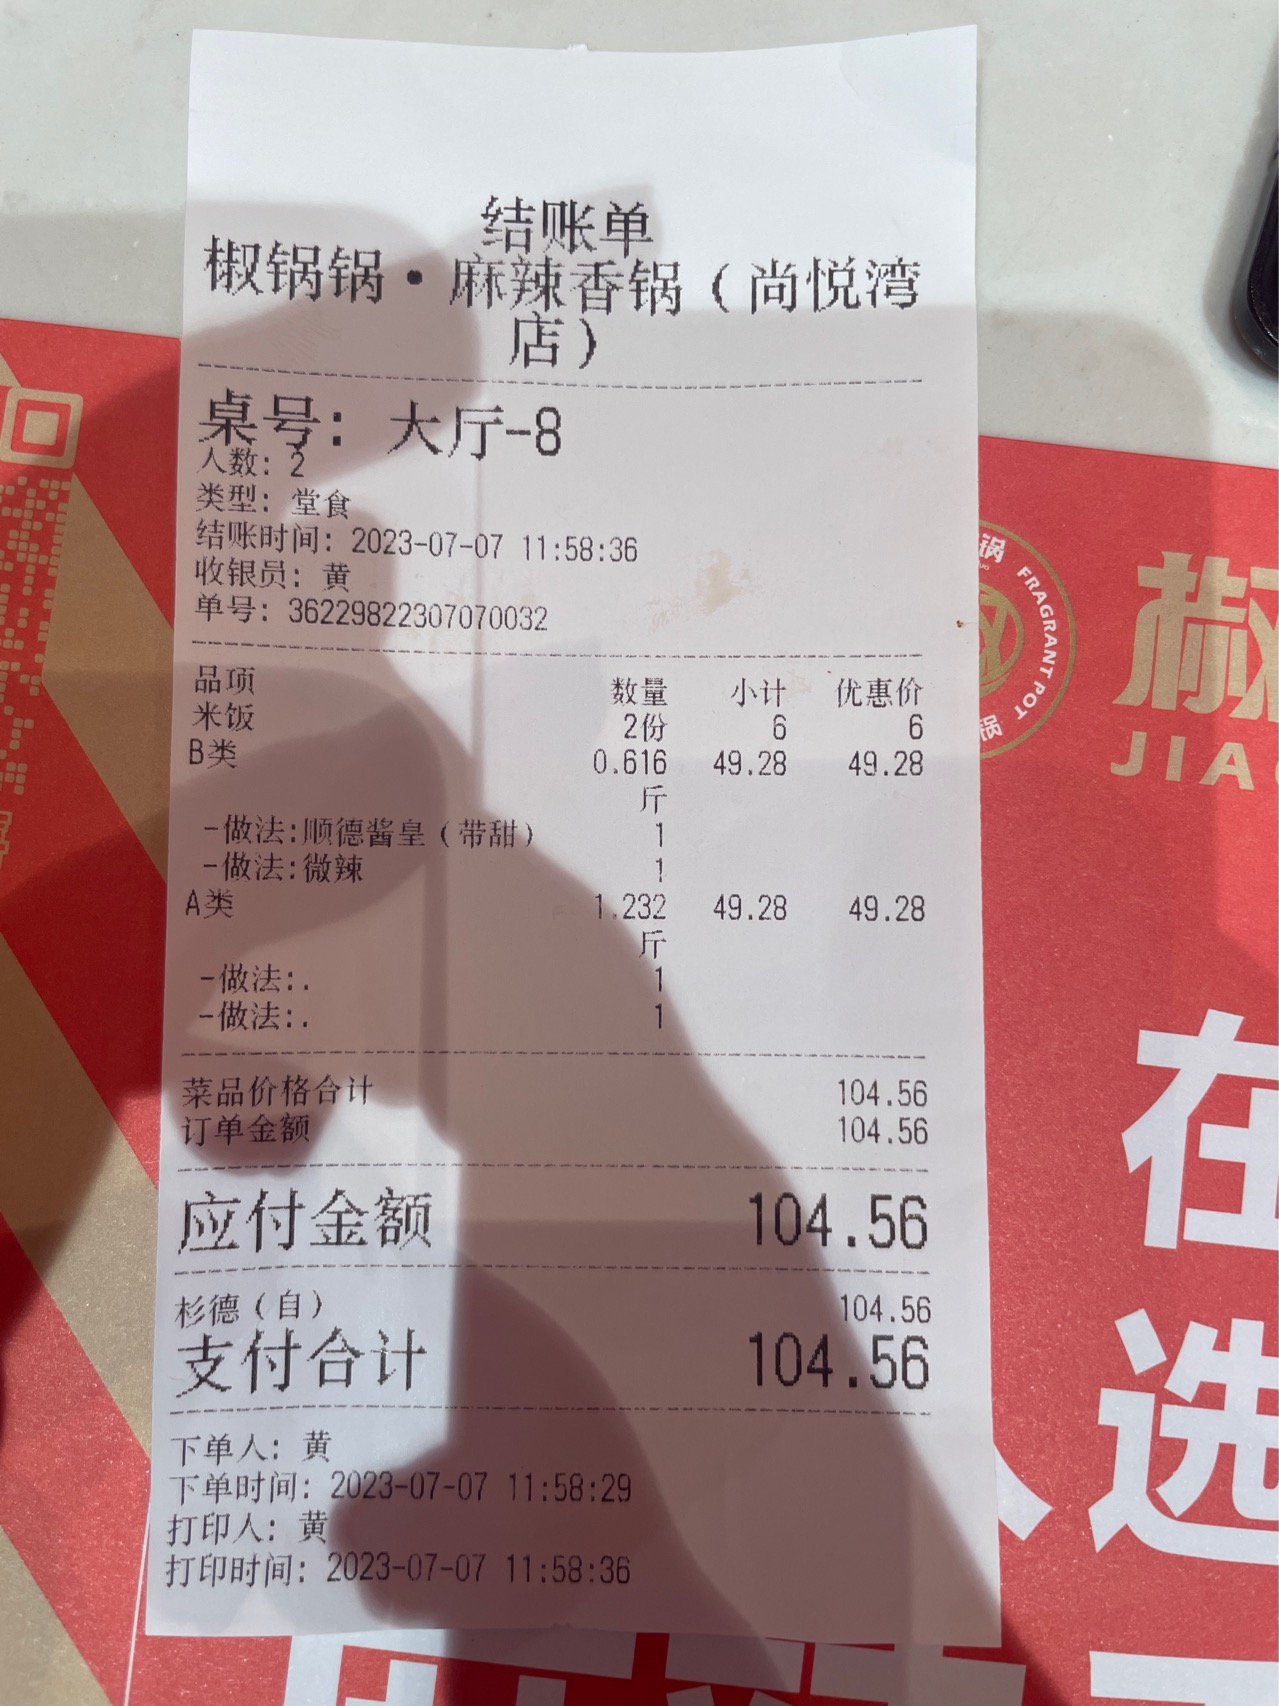 结账单
椒锅锅·麻辣香锅（尚悦湾
店）
桌号：大厅-8
人数：2
类型：堂食
结账时间：2023-07-07 11:58:36
收银员：黄
单号：36229822307070032
品项 数量 小计 优惠价
米饭 2份 6 6
B类 0.616 49.28 49.28
斤
-做法:顺德酱皇（带甜） 1
-做法:微辣 1
A类 1.232 49.28 49.28
斤
-做法:. 1
-做法:. 1
菜品价格合计 104.56
订单金额 104.56
应付金额 104.56
杉德（自） 104.56
支付合计 104.56
下单人：黄
下单时间：2023-07-07 11:58:29
打印人：黄
打印时间：2023-07-07 11:58:36
锅
FRAGRANT POT
锅
椒
JIA
在
选